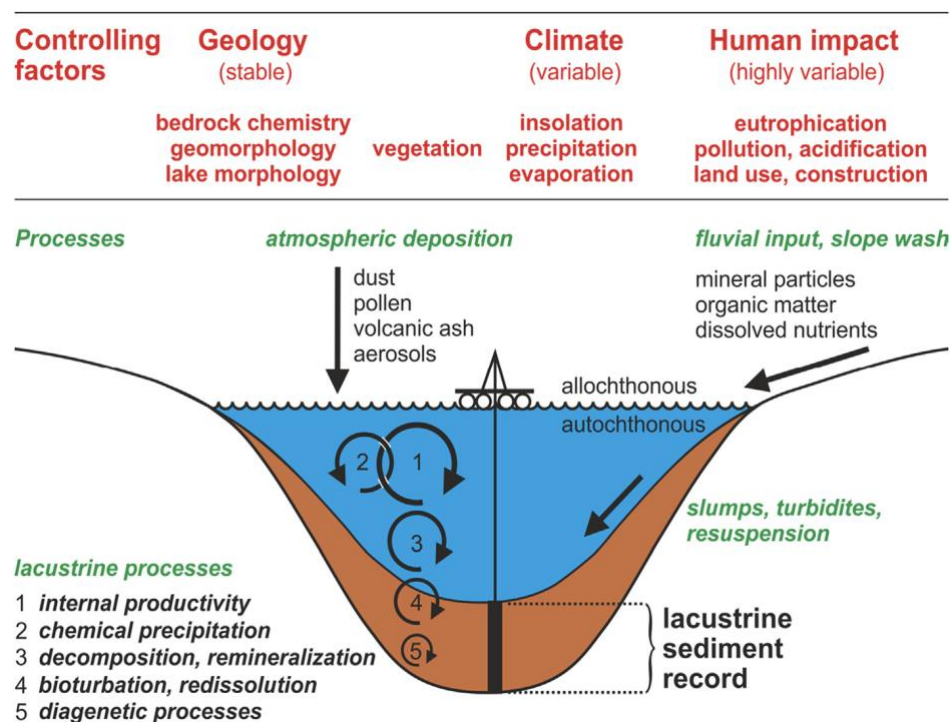 Controlling factors
Geology
(stable)
Climate
(variable)
Human impact
(highly variable)
bedrock chemistry
geomorphology
lake morphology
vegetation
insolation
precipitation
evaporation
eutrophication
pollution, acidification
land use, construction
Processes
atmospheric deposition
fluvial input, slope wash
dust
pollen
volcanic ash
aerosols
mineral particles
organic matter
dissolved nutrients
allochthonous
autochthonous
2
1
3
4
5
slumps, turbidites,
resuspension
lacustrine processes
1 internal productivity
2 chemical precipitation
3 decomposition, remineralization
4 bioturbation, redissolution
5 diagenetic processes
lacustrine
sediment
record